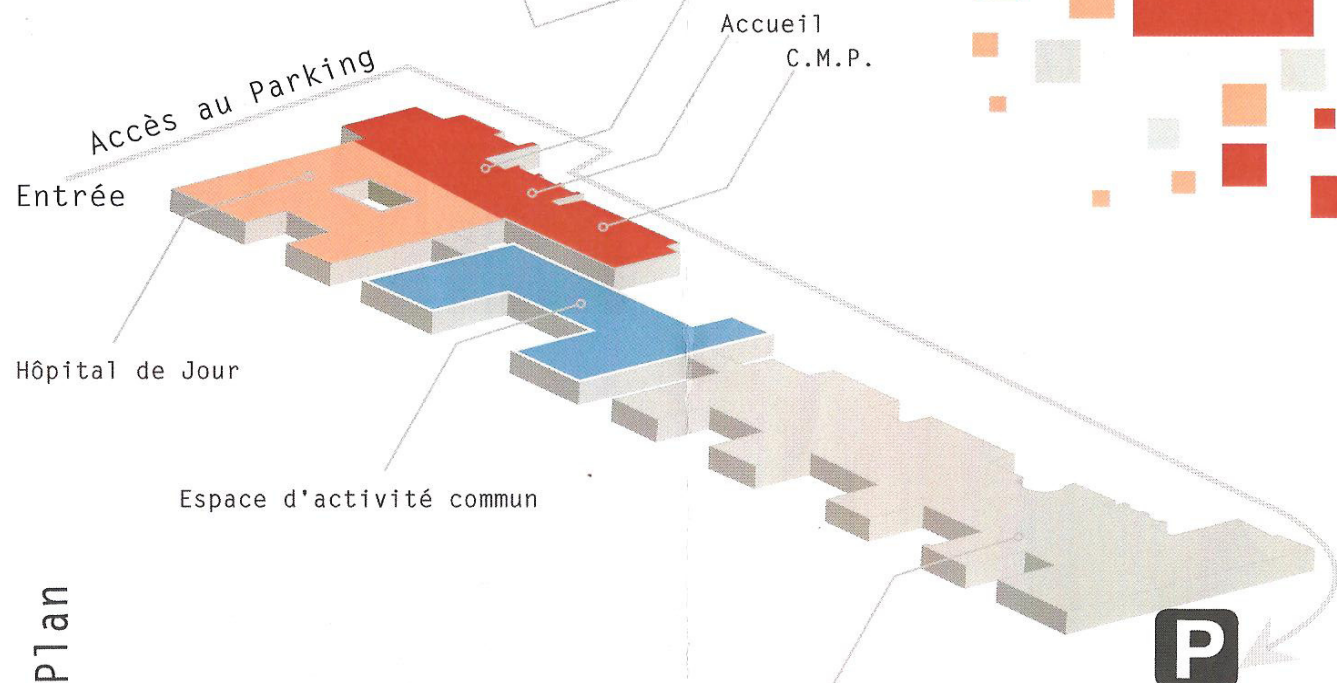 Accueil
C.M.P.
Accès au Parking
Entrée
Hôpital de Jour
Espace d'activité commun
Plan
P